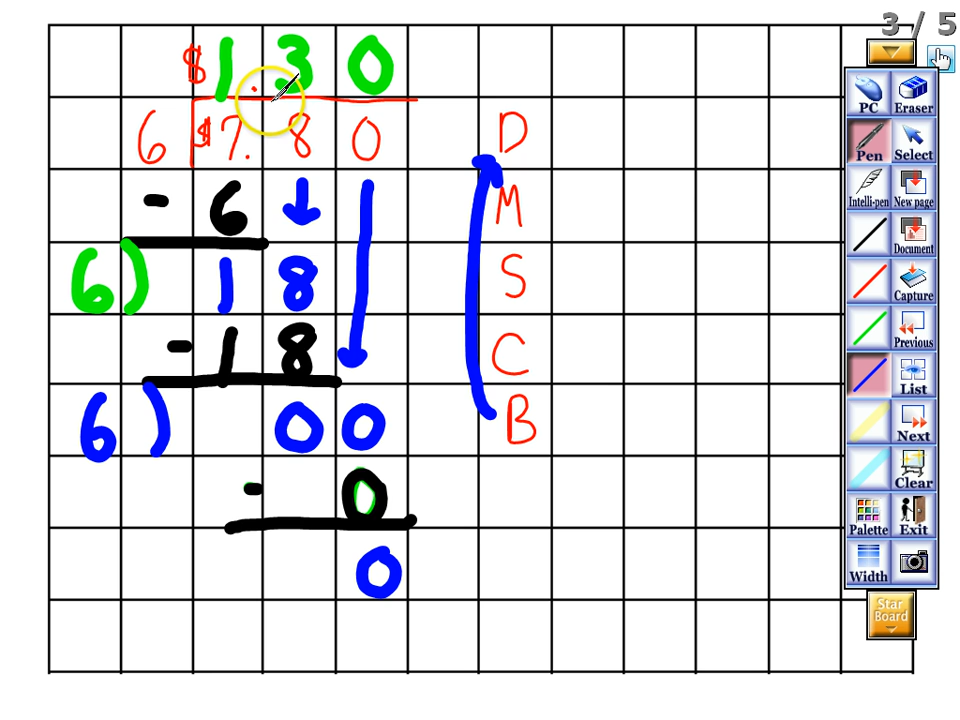 3 / 5
$1.30
6 $7.80 D
- 6 M
6) 18 S
- 18 C
6) 00 B
- 0
0
PC Eraser
Pen Select
Intelli-pen New page
Document
Capture
Previous
List
Next
Clear
Palette Exit
Width
Star
Board